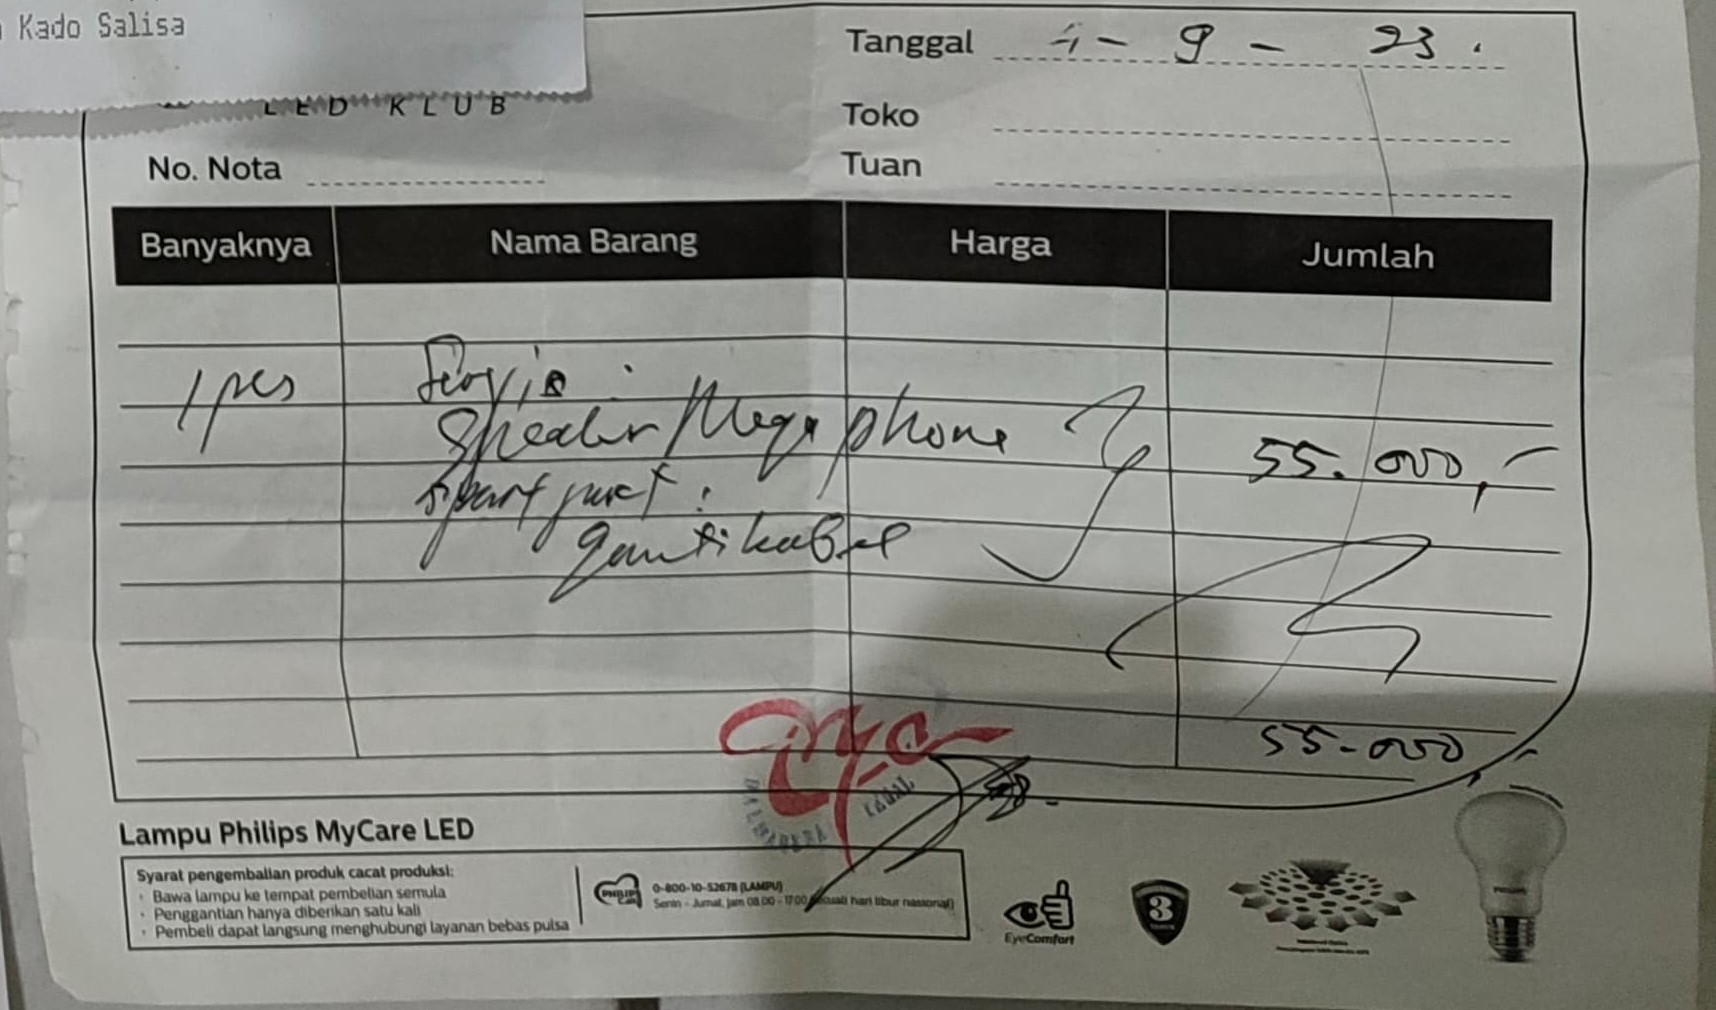 Kado Salisa
LED KLUB
Tanggal 4 - 9 - 23.
Toko
No. Nota
Tuan
Banyaknya Nama Barang Harga Jumlah
1 pcs
Speaker / Megaphone 55.000,-
spart part :
ganti kabel
55.000,-
Lampu Philips MyCare LED
Syarat pengembalian produk cacat produksi:
· Bawa lampu ke tempat pembelian semula
· Penggantian hanya diberikan satu kali
· Pembeli dapat langsung menghubungi layanan bebas pulsa
0-800-10-52678 (LAMPU)
Senin - Jumat, jam 08.00 - 17.00 hari libur nasional)
EyeComfort
3
PHILIPS